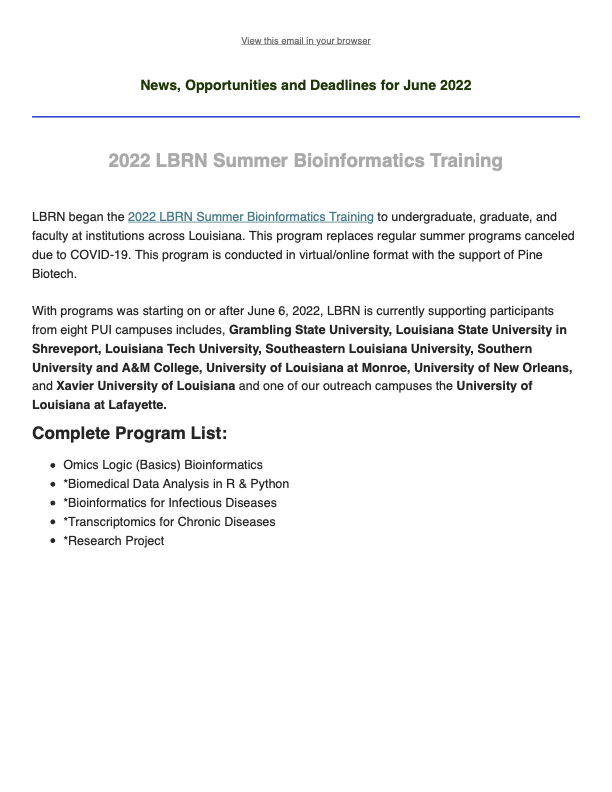 View this email in your browser
News, Opportunities and Deadlines for June 2022
2022 LBRN Summer Bioinformatics Training
LBRN began the 2022 LBRN Summer Bioinformatics Training to undergraduate, graduate, and
faculty at institutions across Louisiana. This program replaces regular summer programs canceled
due to COVID-19. This program is conducted in virtual/online format with the support of Pine
Biotech.
With programs was starting on or after June 6, 2022, LBRN is currently supporting participants
from eight PUI campuses includes, Grambling State University, Louisiana State University in
Shreveport, Louisiana Tech University, Southeastern Louisiana University, Southern
University and A&M College, University of Louisiana at Monroe, University of New Orleans,
and Xavier University of Louisiana and one of our outreach campuses the University of
Louisiana at Lafayette.
Complete Program List:
• Omics Logic (Basics) Bioinformatics
• *Biomedical Data Analysis in R & Python
• *Bioinformatics for Infectious Diseases
• *Transcriptomics for Chronic Diseases
• *Research Project